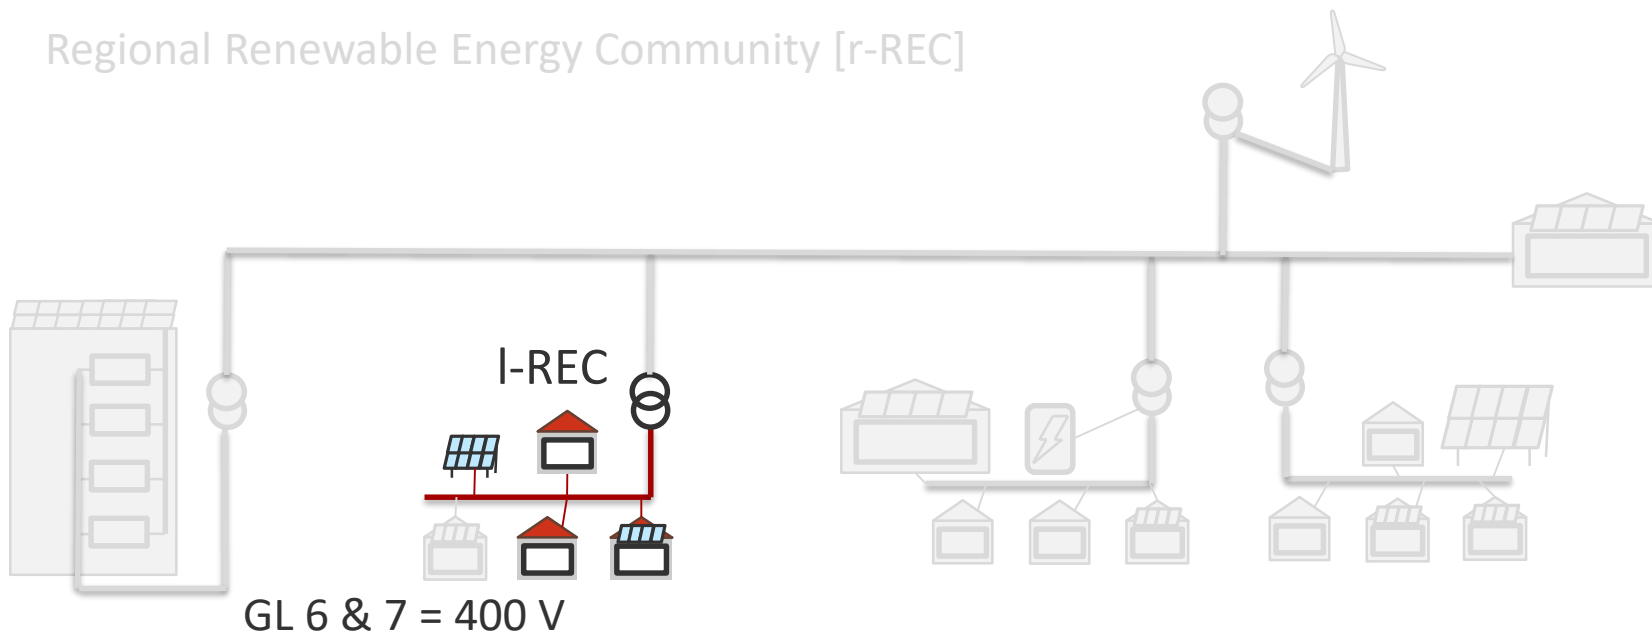 Regional Renewable Energy Community [r-REC]
l-REC
GL 6 & 7 = 400 V